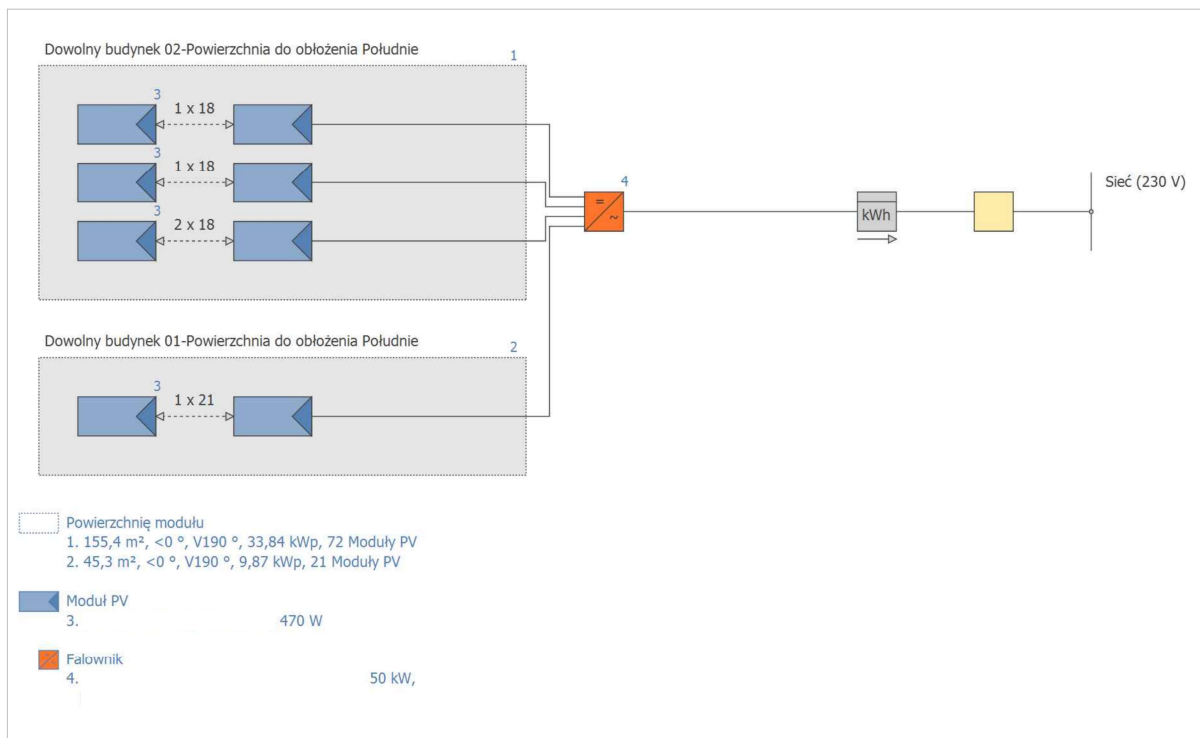 Dowolny budynek 02-Powierzchnia do obłożenia Południe
1
3
1 x 18
3
1 x 18
3
2 x 18
4
=
~
kWh
Sieć (230 V)
Dowolny budynek 01-Powierzchnia do obłożenia Południe
2
3
1 x 21
Powierzchnię modułu
1. 155,4 m², <0 °, V190 °, 33,84 kWp, 72 Moduły PV
2. 45,3 m², <0 °, V190 °, 9,87 kWp, 21 Moduły PV
Moduł PV
3. 470 W
Falownik
4. 50 kW,